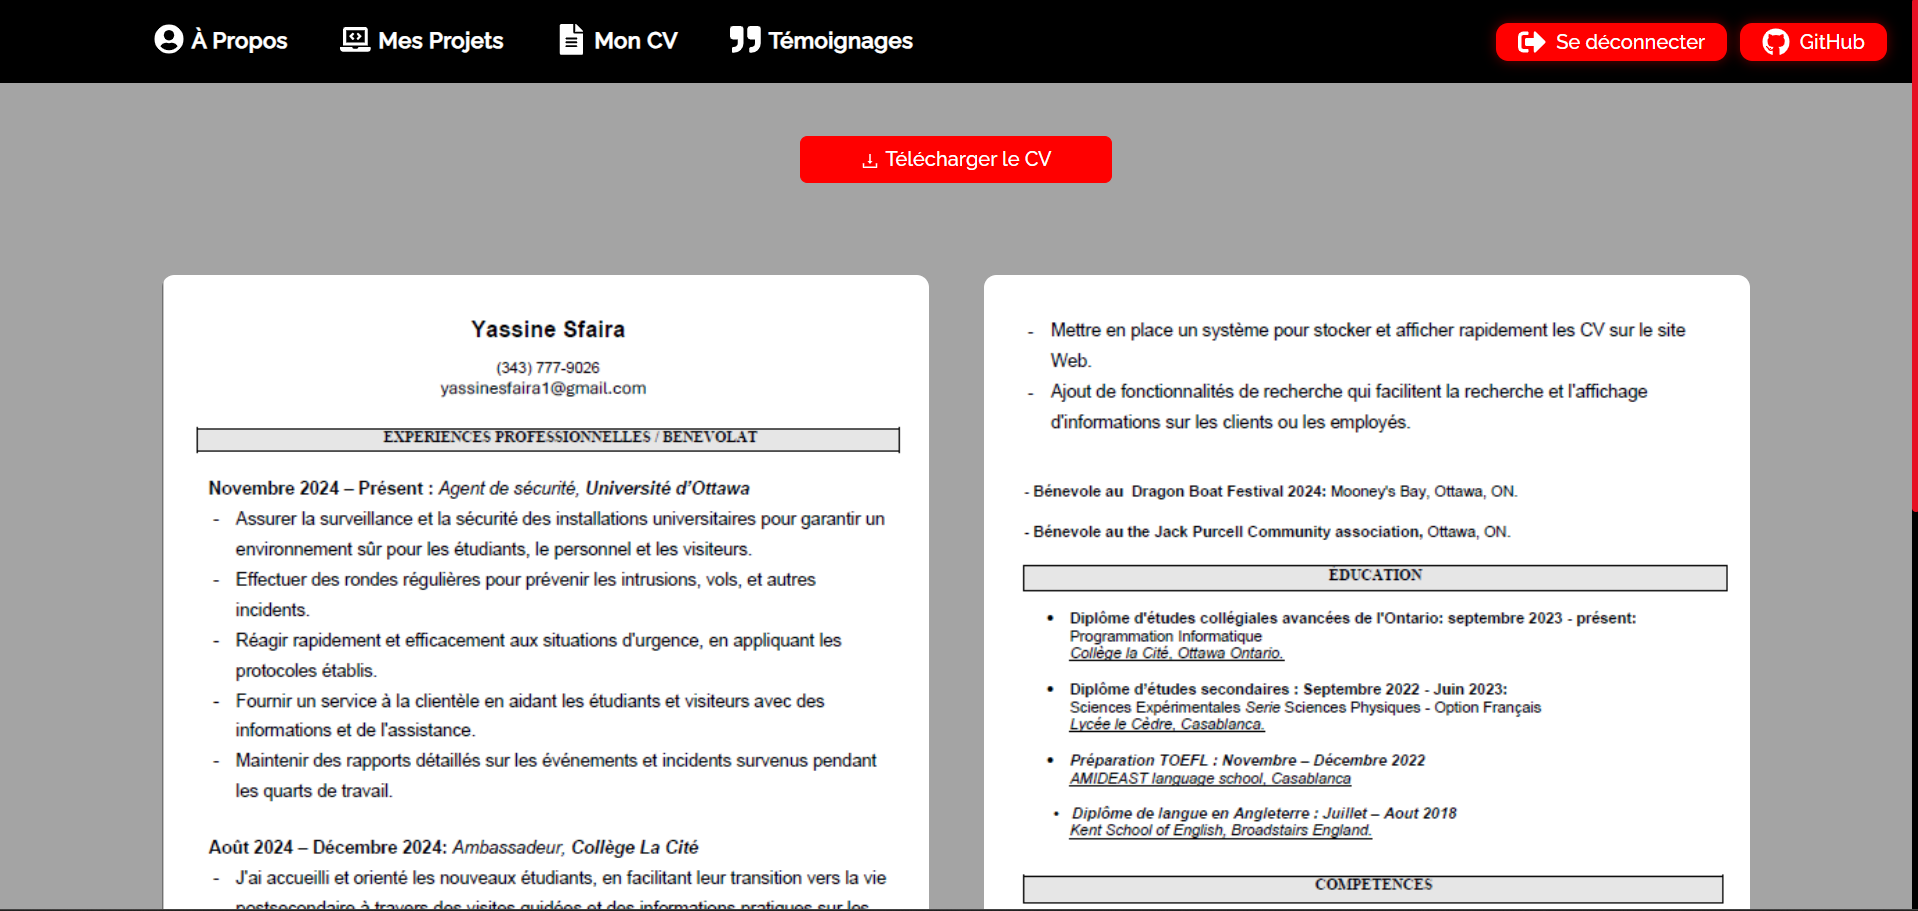 À Propos
Mes Projets
Mon CV
Témoignages
Se déconnecter
GitHub
Télécharger le CV
Yassine Sfaira
(343) 777-9026
yassinesfaira1@gmail.com
EXPERIENCES PROFESSIONNELLES / BENEVOLAT
Novembre 2024 – Présent : Agent de sécurité, Université d'Ottawa
- Assurer la surveillance et la sécurité des installations universitaires pour garantir un
environnement sûr pour les étudiants, le personnel et les visiteurs.
- Effectuer des rondes régulières pour prévenir les intrusions, vols, et autres
incidents.
- Réagir rapidement et efficacement aux situations d'urgence, en appliquant les
protocoles établis.
- Fournir un service à la clientèle en aidant les étudiants et visiteurs avec des
informations et de l'assistance.
- Maintenir des rapports détaillés sur les événements et incidents survenus pendant
les quarts de travail.
Août 2024 – Décembre 2024: Ambassadeur, Collège La Cité
- J'ai accueilli et orienté les nouveaux étudiants, en facilitant leur transition vers la vie
postsecondaire à travers des visites guidées et des informations pratiques sur les
- Mettre en place un système pour stocker et afficher rapidement les CV sur le site
Web.
- Ajout de fonctionnalités de recherche qui facilitent la recherche et l'affichage
d'informations sur les clients ou les employés.
- Bénevole au Dragon Boat Festival 2024: Mooney's Bay, Ottawa, ON.
- Bénevole au the Jack Purcell Community association, Ottawa, ON.
ÉDUCATION
• Diplôme d'études collégiales avancées de l'Ontario: septembre 2023 - présent:
Programmation Informatique
Collège la Cité, Ottawa Ontario.
• Diplôme d'études secondaires : Septembre 2022 - Juin 2023:
Sciences Expérimentales Serie Sciences Physiques - Option Français
Lycée le Cèdre, Casablanca.
• Préparation TOEFL : Novembre – Décembre 2022
AMIDEAST language school, Casablanca
• Diplôme de langue en Angleterre : Juillet – Aout 2018
Kent School of English, Broadstairs England.
COMPETENCES